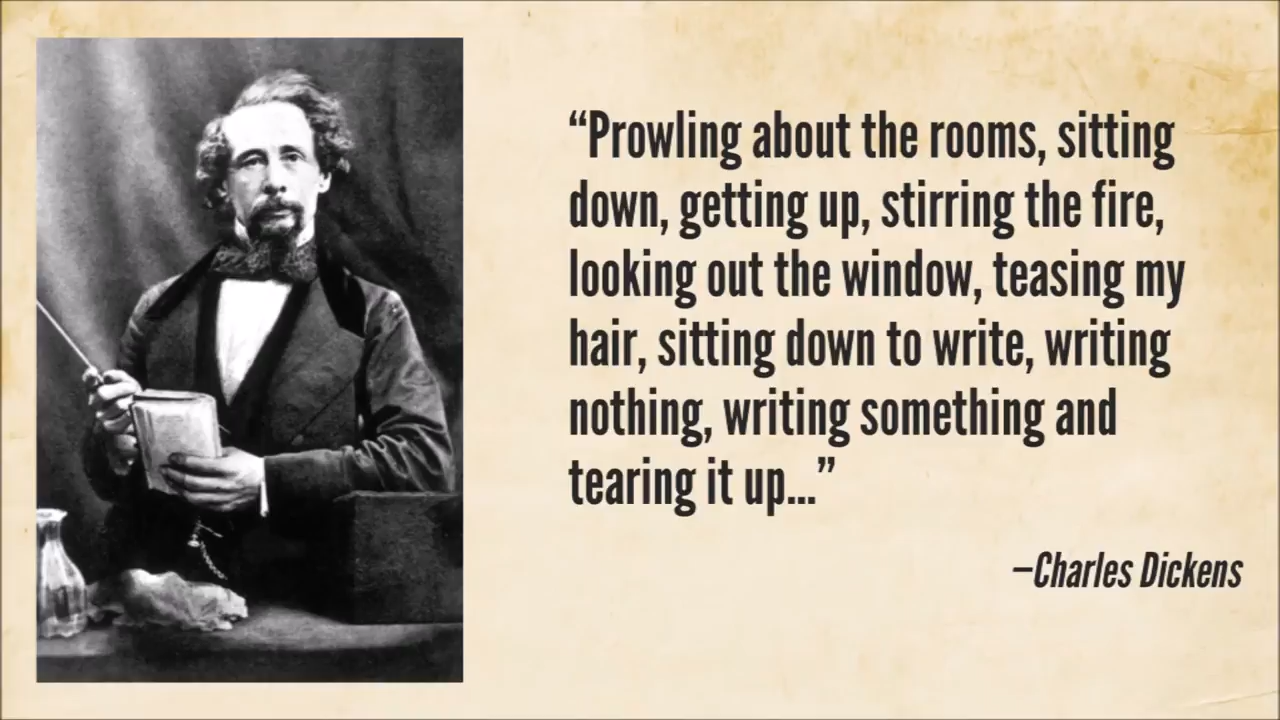 “Prowling about the rooms, sitting
down, getting up, stirring the fire,
looking out the window, teasing my
hair, sitting down to write, writing
nothing, writing something and
tearing it up...”
–Charles Dickens